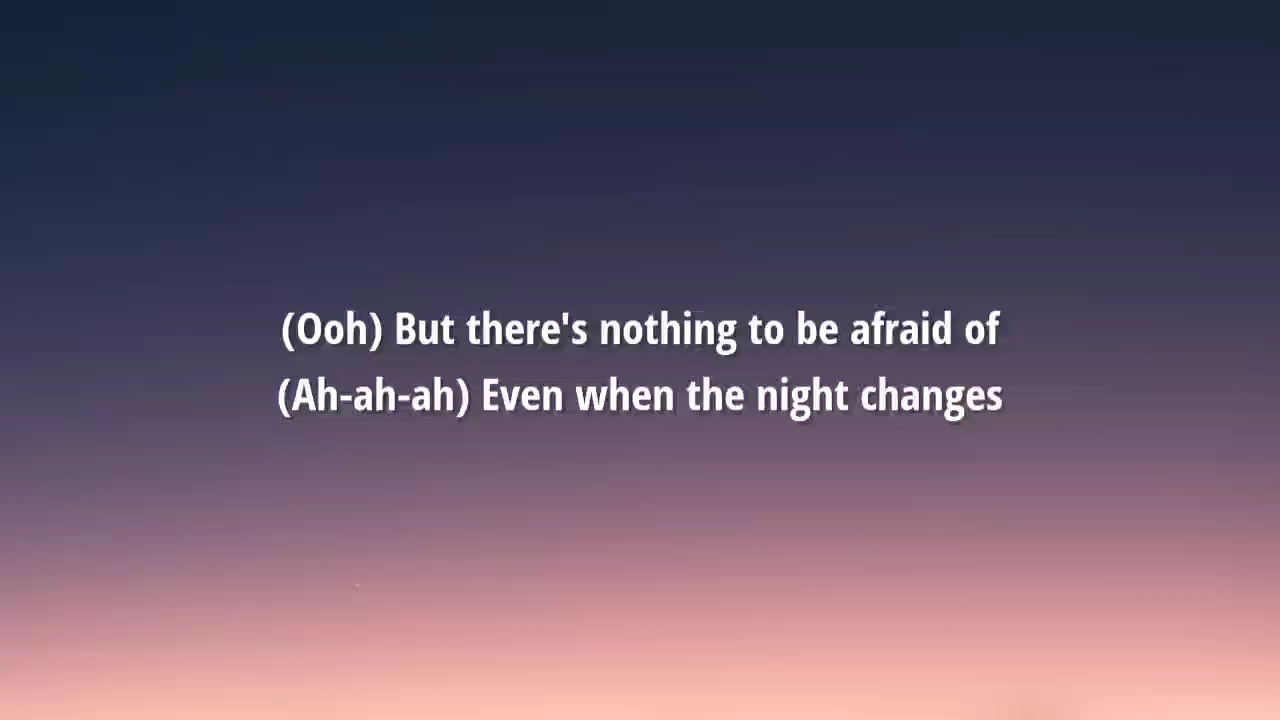 (Ooh) But there's nothing to be afraid of
(Ah-ah-ah) Even when the night changes